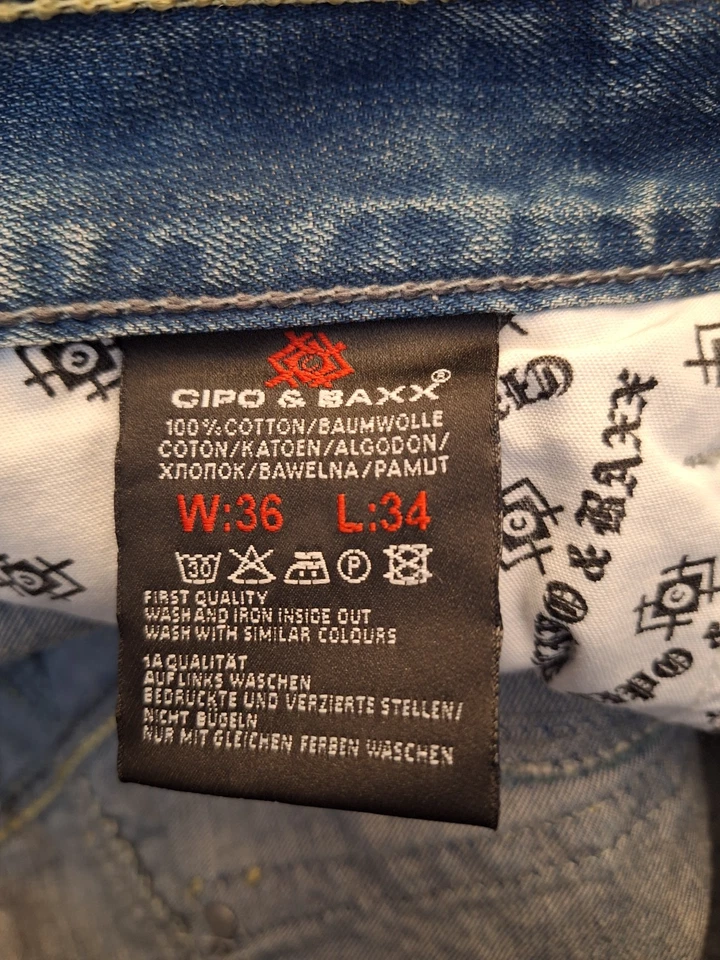 CIPO & BAXX®
100%COTTON/BAUMWOLLE
COTON/KATOEN/ALGODON/
ХЛОПОК/BAWELNA/PAMUT
W:36 L:34
30 P
FIRST QUALITY
WASH AND IRON INSIDE OUT
WASH WITH SIMILAR COLOURS
1A QUALITÄT
AUF LINKS WASCHEN
BEDRUCKTE UND VERZIERTE STELLEN/
NICHT BÜGELN
NUR MIT GLEICHEN FERBEN WASCHEN
& BAXX